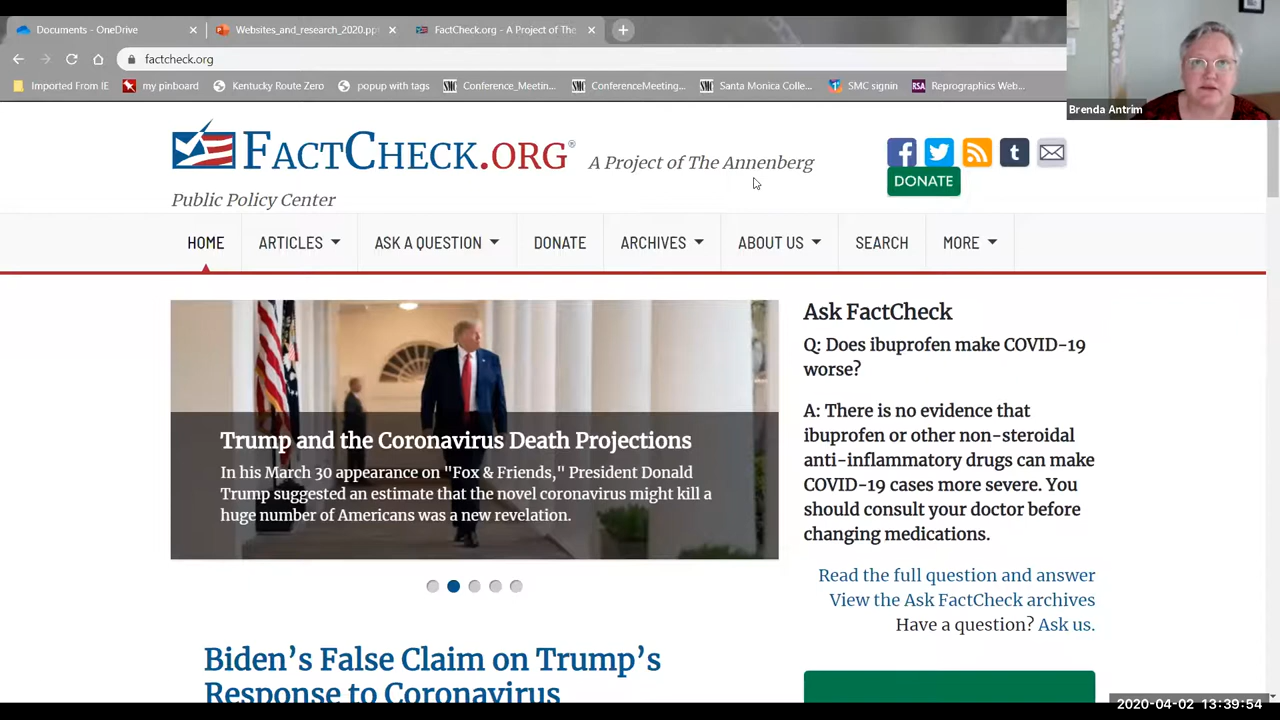 Documents - OneDrive
Websites_and_research_2020.pp
FactCheck.org - A Project of The
factcheck.org
Imported From IE
my pinboard
Kentucky Route Zero
popup with tags
Conference_Meetin...
ConferenceMeeting...
Santa Monica Colle...
SMC signin
Reprographics Web...
Brenda Antrim
FACTCHECK.ORG® A Project of The Annenberg
Public Policy Center
DONATE
HOME
ARTICLES
ASK A QUESTION
DONATE
ARCHIVES
ABOUT US
SEARCH
MORE
Trump and the Coronavirus Death Projections
In his March 30 appearance on "Fox & Friends," President Donald
Trump suggested an estimate that the novel coronavirus might kill a
huge number of Americans was a new revelation.
Biden's False Claim on Trump's
Response to Coronavirus
Ask FactCheck
Q: Does ibuprofen make COVID-19
worse?
A: There is no evidence that
ibuprofen or other non-steroidal
anti-inflammatory drugs can make
COVID-19 cases more severe. You
should consult your doctor before
changing medications.
Read the full question and answer
View the Ask FactCheck archives
Have a question? Ask us.
2020-04-02 13:39:54